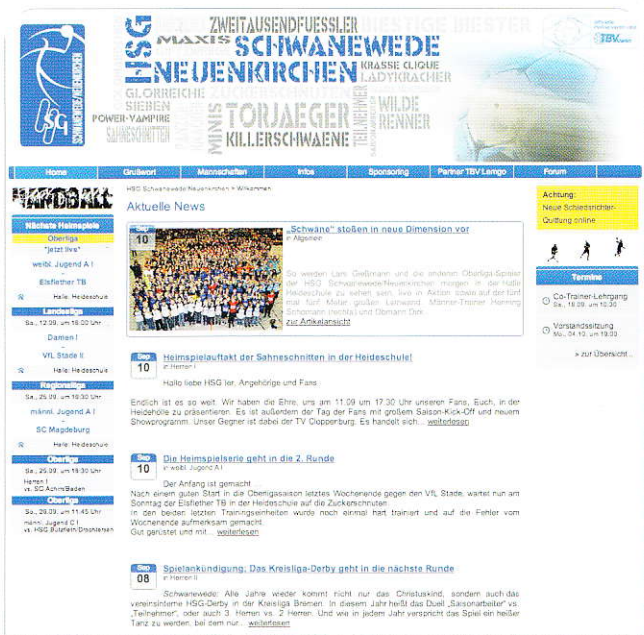 ZWEITAUSENDFUESSLER
BIESTIGE BIESTER
MAXIS SCHWANEWEDE
HSG NEUENKIRCHEN
KRASSE CLIQUE
LADYKRACHER
GLORREICHE SIEBEN
ZUCKERSCHNUTEN
POWER-VAMPIRE
SAHNESCHNITTEN
MINIS
TORJAEGER
KILLERSCHWAENE
TEILNEHMER
WILDE RENNER
HSG
SCHWANEWEDE/NEUENKIRCHEN
TBV
Home Grußwort Mannschaften Infos Sponsoring Partner TBV Lemgo Forum
HANDBALL
Nächste Heimspiele
Oberliga
"jetzt live"
weibl. Jugend A I
-
Elsflether TB
Halle: Heideschule
Landesliga
Sa., 12.09. um 16:00 Uhr
Damen I
-
VfL Stade II
Halle: Heideschule
Regionalliga
Sa., 25.09. um 16:30 Uhr
männl. Jugend A I
-
SC Magdeburg
Halle: Heideschule
Oberliga
Sa., 25.09. um 19:30 Uhr
Herren I
vs. SG Achim/Baden
Oberliga
So., 26.09. um 11:45 Uhr
männl. Jugend C I
vs. HSG Bützfleth/Drochtersen
HSG Schwanewede/Neuenkirchen » Willkommen
Aktuelle News
Sep 10
„Schwäne" stoßen in neue Dimension vor
in Allgemein
So werden Lars Gießmann und die anderen Oberliga-Spieler
der HSG Schwanewede/Neuenkirchen morgen in der Halle
Heideschule zu sehen sein: live in Aktion sowie auf der fünf
mal fünf Meter großen Leinwand. Männer-Trainer Henning
Schomann (rechts) und Obmann Dirk...
zur Artikelansicht
Sep 10
Heimspielauftakt der Sahneschnitten in der Heideschule!
in Herren I
Hallo liebe HSG´ler, Angehörige und Fans
Endlich ist es so weit. Wir haben die Ehre, uns am 11.09 um 17.30 Uhr unseren Fans, Euch, in der
Heidehölle zu präsentieren. Es ist außerdem der Tag der Fans mit großem Saison-Kick-Off und neuem
Showprogramm. Unser Gegner ist dabei der TV Cloppenburg. Es handelt sich... weiterlesen
Sep 10
Die Heimspielserie geht in die 2. Runde
in weibl. Jugend A I
Der Anfang ist gemacht
Nach einem guten Start in die Oberligasaison letztes Wochenende gegen den VfL Stade, wartet nun am
Sonntag der Elsflether TB in der Heideschule auf die Zuckerschnuten.
In den beiden letzten Trainingseinheiten wurde noch einmal hart trainiert und auf die Fehler vom
Wochenende aufmerksam gemacht.
Gut gerüstet und mit... weiterlesen
Sep 08
Spielankündigung: Das Kreisliga-Derby geht in die nächste Runde
in Herren II
Schwanewede: Alle Jahre wieder kommt nicht nur das Christuskind, sondern auch das
vereinsinterne HSG-Derby in der Kreisliga Bremen. In diesem Jahr heißt das Duell „Saisonarbeiter" vs.
„Teilnehmer", oder auch 3. Herren vs. 2 Herren. Und wie in jedem Jahr verspricht das Spiel ein heißer
Tanz zu werden, bei dem nur... weiterlesen
Achtung:
Neue Schiedsrichter-
Quittung online
Termine
Co-Trainer-Lehrgang
Sa., 18.09. um 10:30
Vorstandssitzung
Mo., 04.10. um 19:00
» zur Übersicht...